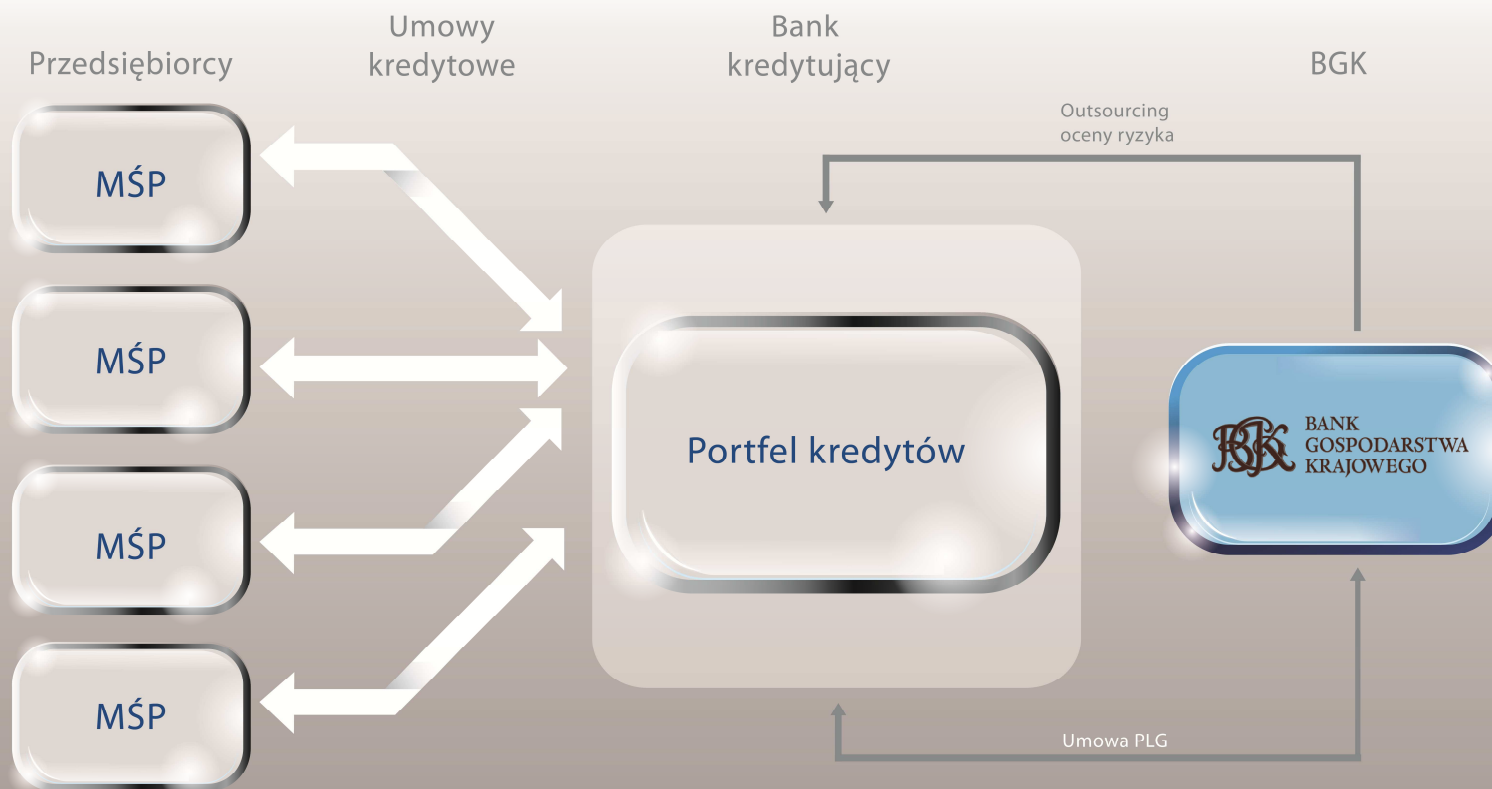 Przedsiębiorcy
Umowy
kredytowe
Bank
kredytujący
BGK
Outsourcing
oceny ryzyka
MŚP
MŚP
MŚP
MŚP
Portfel kredytów
BGK
BANK
GOSPODARSTWA
KRAJOWEGO
Umowa PLG